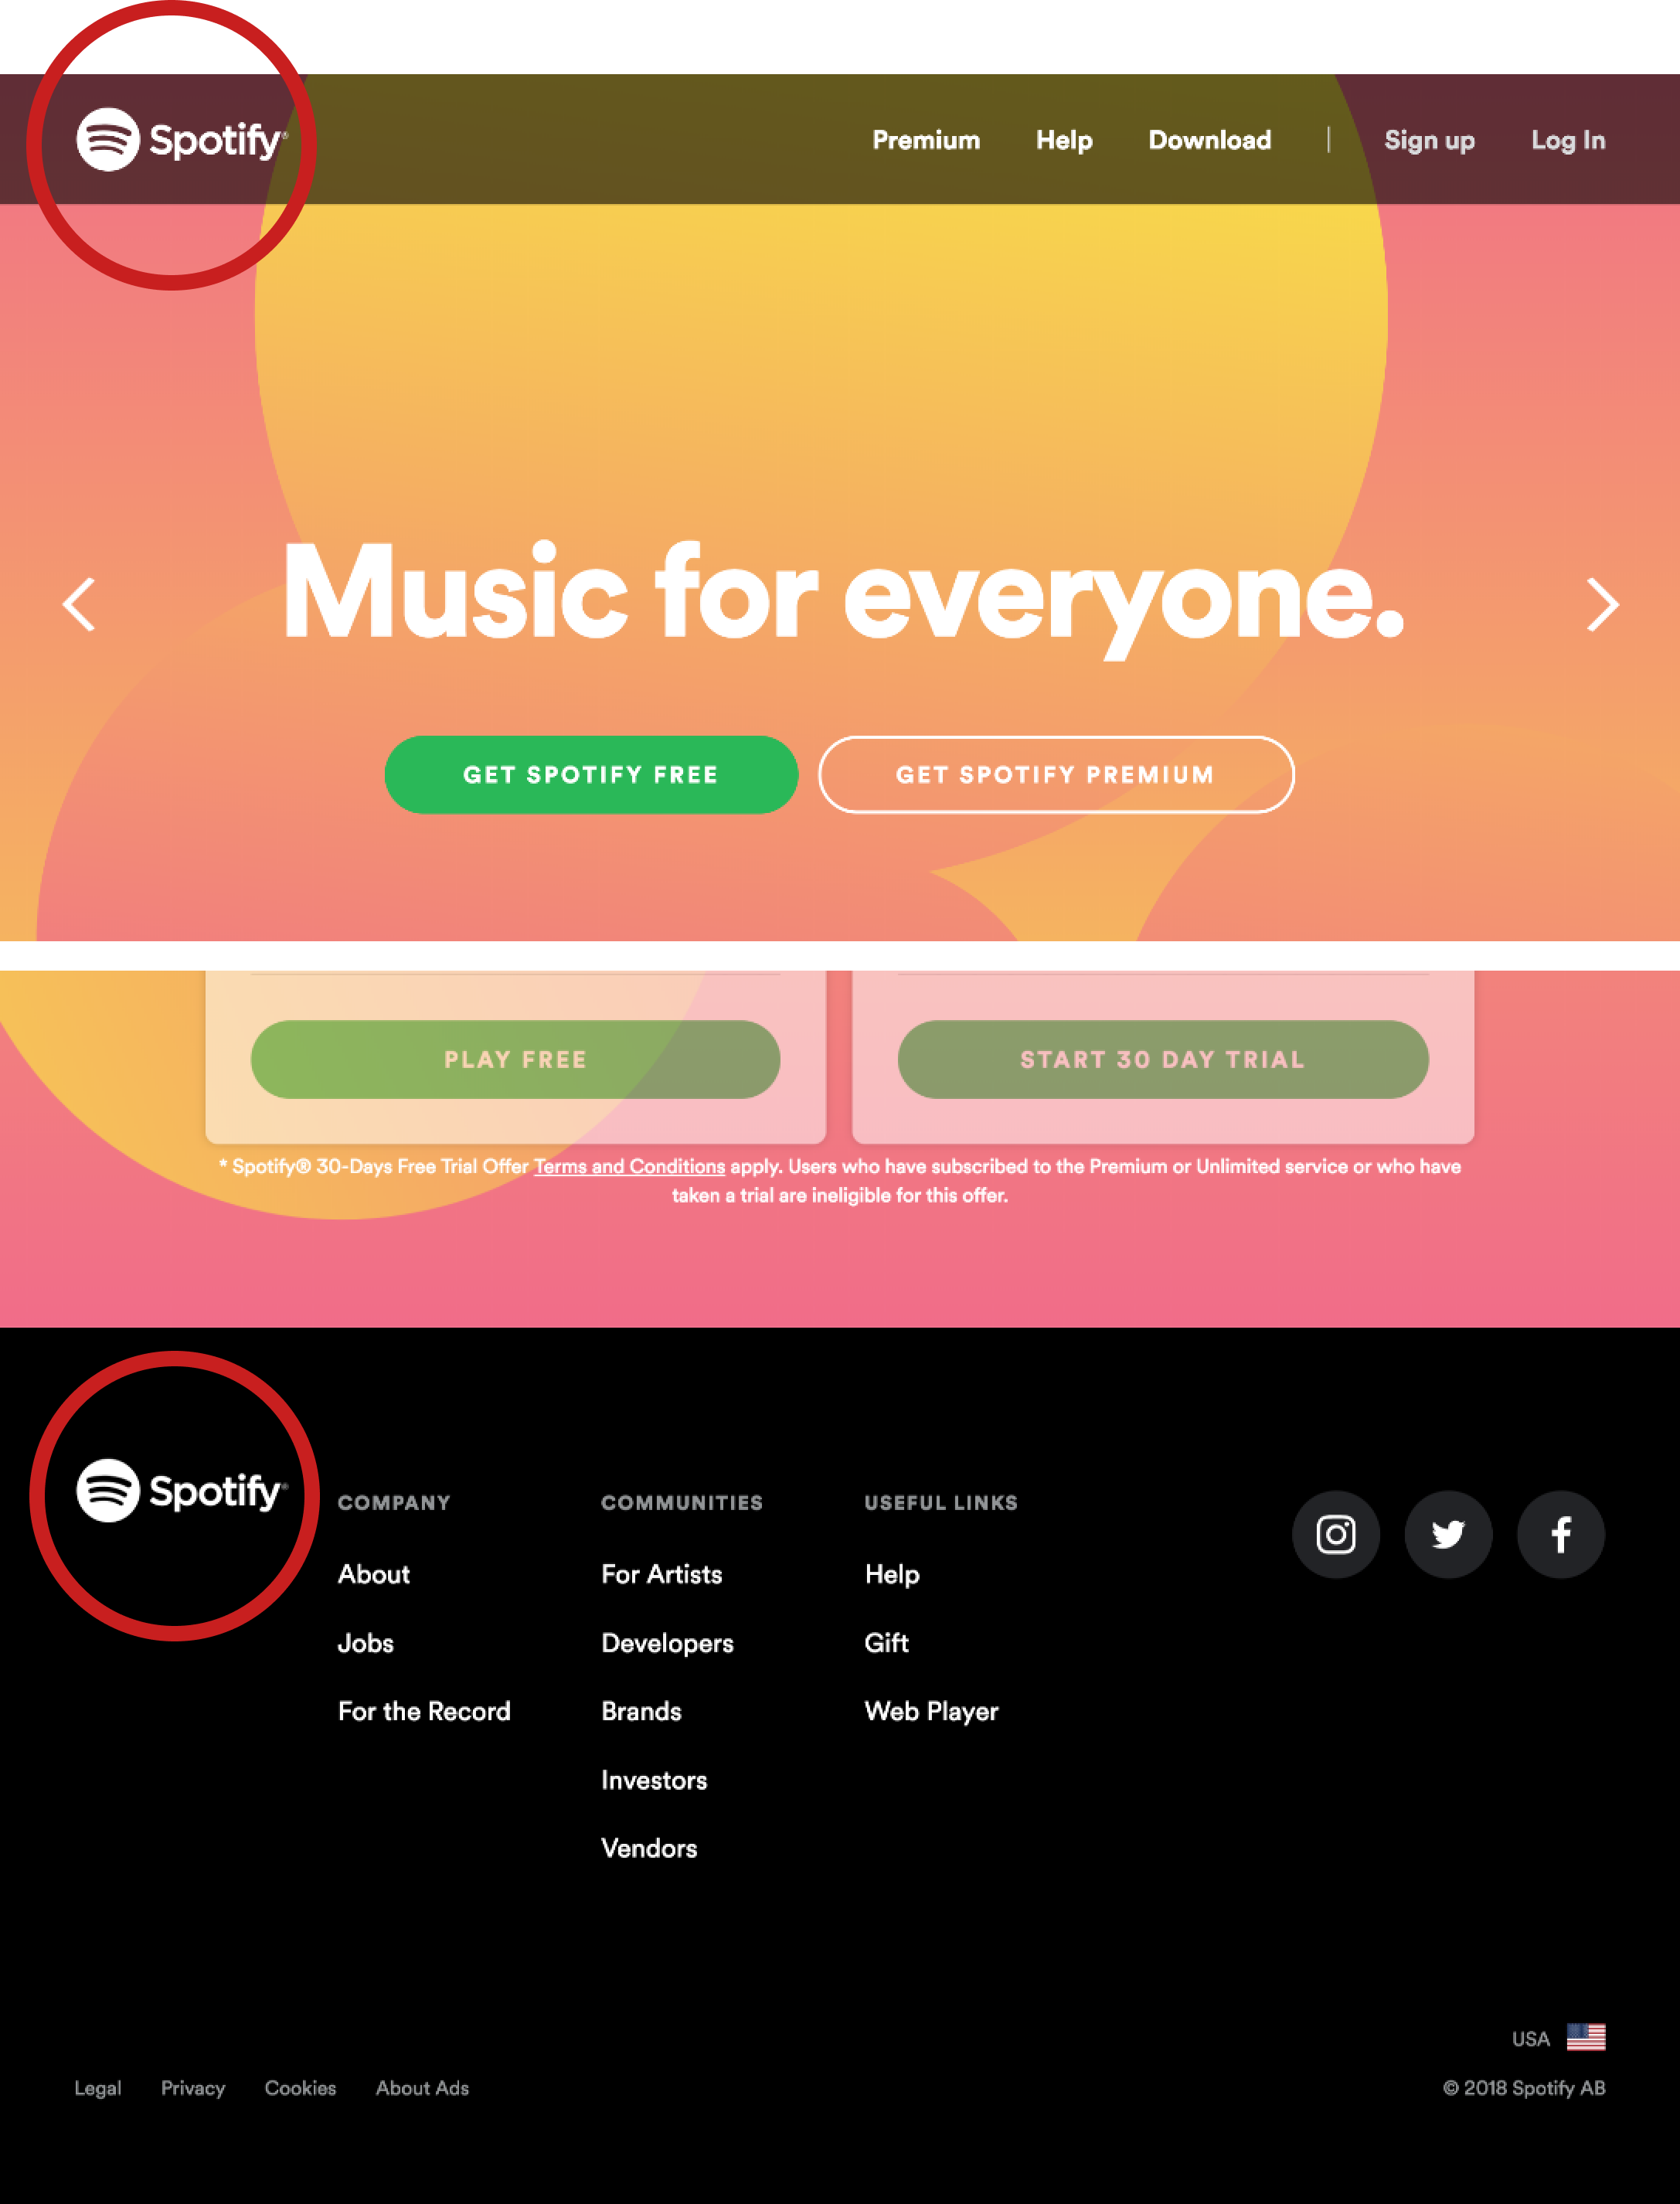 Spotify®
Premium Help Download | Sign up Log In
Music for everyone.
GET SPOTIFY FREE GET SPOTIFY PREMIUM
PLAY FREE START 30 DAY TRIAL
* Spotify® 30-Days Free Trial Offer Terms and Conditions apply. Users who have subscribed to the Premium or Unlimited service or who have
taken a trial are ineligible for this offer.
Spotify®
COMPANY
About
Jobs
For the Record
COMMUNITIES
For Artists
Developers
Brands
Investors
Vendors
USEFUL LINKS
Help
Gift
Web Player
USA
Legal Privacy Cookies About Ads
© 2018 Spotify AB